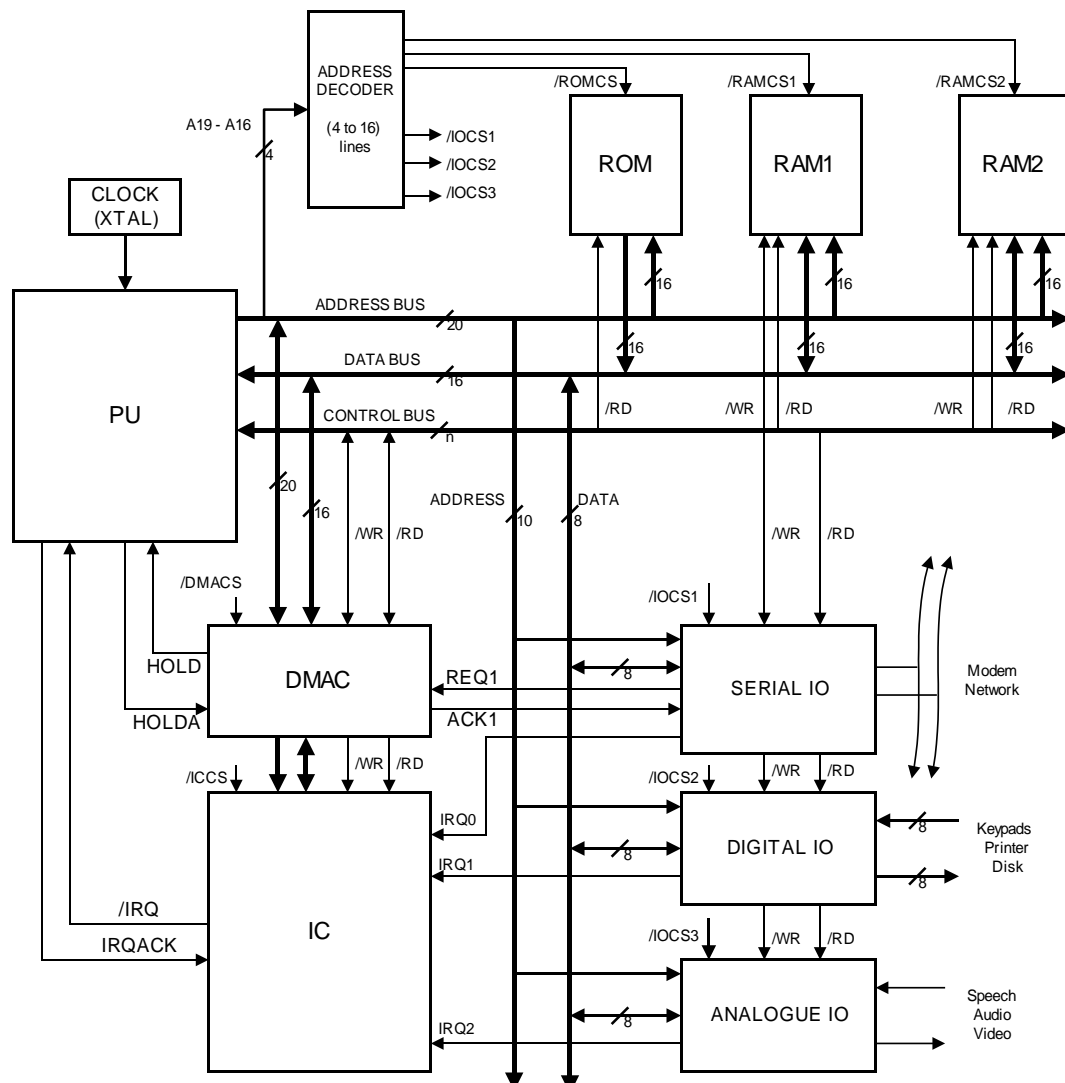 ADDRESS
DECODER
(4 to 16)
lines
A19 - A16
4
/IOCS1
/IOCS2
/IOCS3
/ROMCS
/RAMCS1
/RAMCS2
ROM
RAM1
RAM2
CLOCK
(XTAL)
16
16
16
ADDRESS BUS
20
16
16
16
DATA BUS
16
PU
CONTROL BUS
n
/RD
/WR
/RD
/WR
/RD
20
16
ADDRESS
10
DATA
8
/WR
/RD
/WR
/RD
/DMACS
/IOCS1
HOLD
DMAC
REQ1
8
SERIAL IO
Modem
Network
HOLDA
ACK1
/ICCS
/WR
/RD
/IOCS2
/WR
/RD
IRQ0
8
Keypads
Printer
Disk
8
DIGITAL IO
IRQ1
8
/IRQ
IC
IRQACK
/IOCS3
/WR
/RD
8
ANALOGUE IO
Speech
Audio
Video
IRQ2